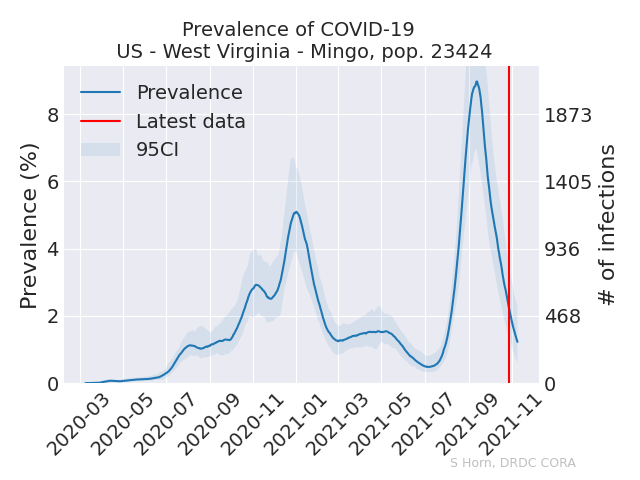 Prevalence of COVID-19
US - West Virginia - Mingo, pop. 23424
Prevalence
Latest data
95CI
Prevalence (%)
8
6
4
2
0
# of infections
1873
1405
936
468
0
2020-03
2020-05
2020-07
2020-09
2020-11
2021-01
2021-03
2021-05
2021-07
2021-09
2021-11
S Horn, DRDC CORA